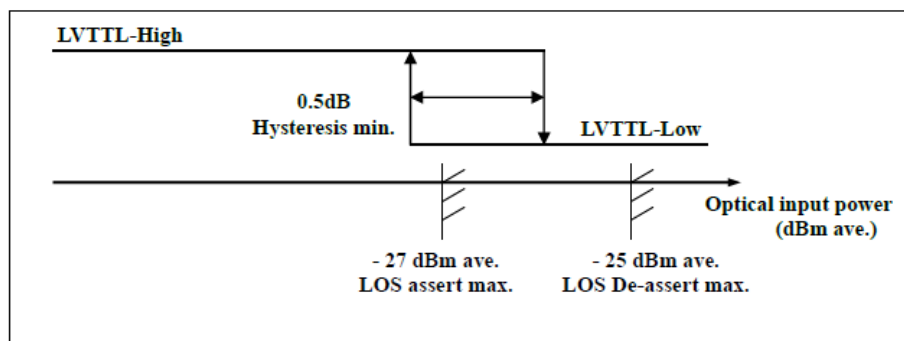 LVTTL-High
0.5dB
Hysteresis min.
LVTTL-Low
Optical input power
(dBm ave.)
- 27 dBm ave.
LOS assert max.
- 25 dBm ave.
LOS De-assert max.